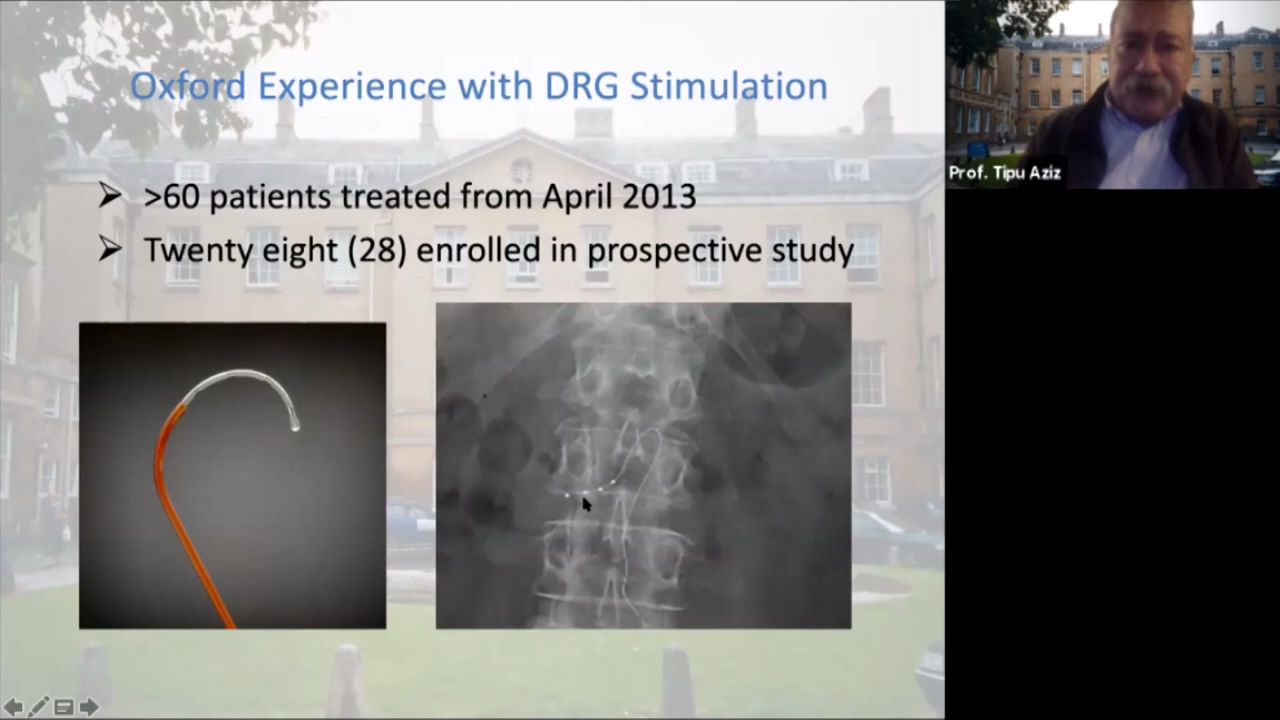 Oxford Experience with DRG Stimulation
>60 patients treated from April 2013
Twenty eight (28) enrolled in prospective study
Prof. Tipu Aziz